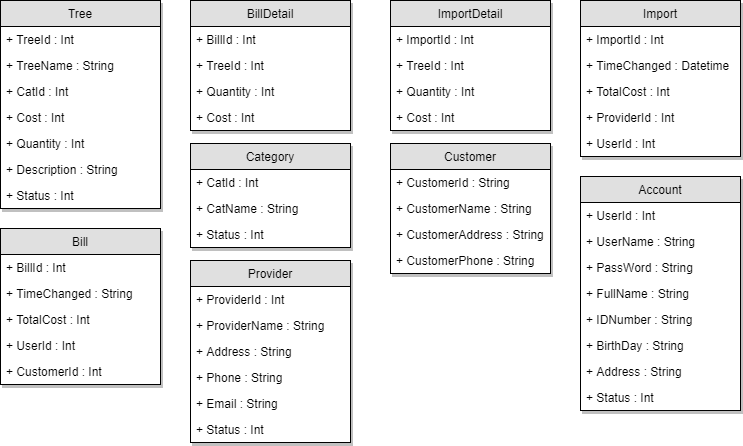 Tree
+ TreeId : Int
+ TreeName : String
+ CatId : Int
+ Cost : Int
+ Quantity : Int
+ Description : String
+ Status : Int
Bill
+ BillId : Int
+ TimeChanged : String
+ TotalCost : Int
+ UserId : Int
+ CustomerId : Int
BillDetail
+ BillId : Int
+ TreeId : Int
+ Quantity : Int
+ Cost : Int
Category
+ CatId : Int
+ CatName : String
+ Status : Int
Provider
+ ProviderId : Int
+ ProviderName : String
+ Address : String
+ Phone : String
+ Email : String
+ Status : Int
ImportDetail
+ ImportId : Int
+ TreeId : Int
+ Quantity : Int
+ Cost : Int
Customer
+ CustomerId : String
+ CustomerName : String
+ CustomerAddress : String
+ CustomerPhone : String
Import
+ ImportId : Int
+ TimeChanged : Datetime
+ TotalCost : Int
+ ProviderId : Int
+ UserId : Int
Account
+ UserId : Int
+ UserName : String
+ PassWord : String
+ FullName : String
+ IDNumber : String
+ BirthDay : String
+ Address : String
+ Status : Int